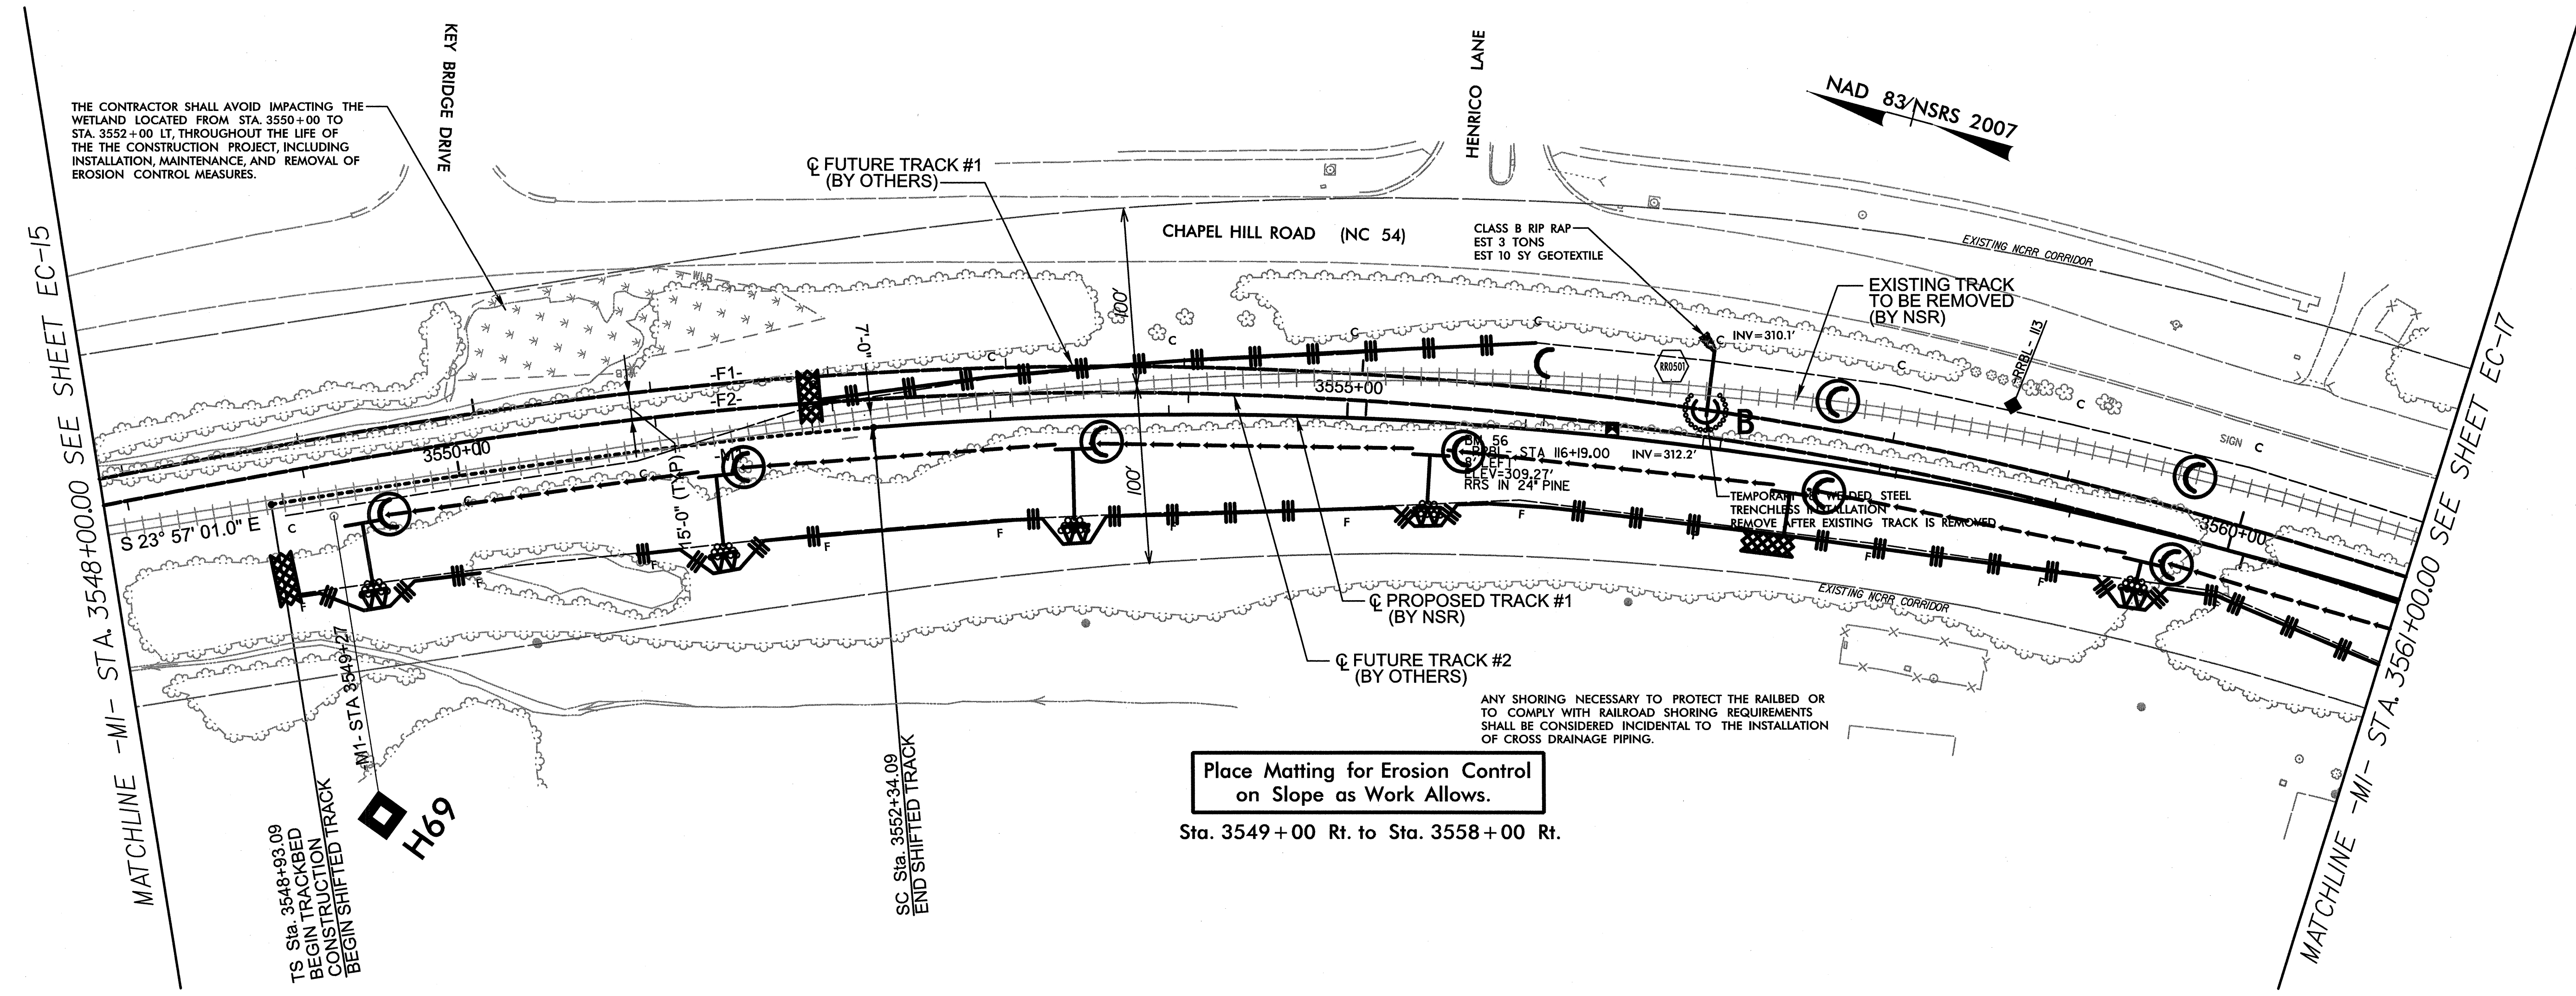 THE CONTRACTOR SHALL AVOID IMPACTING THE
WETLAND LOCATED FROM STA. 3550+00 TO
STA. 3552+00 LT, THROUGHOUT THE LIFE OF
THE THE CONSTRUCTION PROJECT, INCLUDING
INSTALLATION, MAINTENANCE, AND REMOVAL OF
EROSION CONTROL MEASURES.
KEY BRIDGE DRIVE
HENRICO LANE
NAD 83/NSRS 2007
℄ FUTURE TRACK #1
(BY OTHERS)
CHAPEL HILL ROAD (NC 54)
CLASS B RIP RAP
EST 3 TONS
EST 10 SY GEOTEXTILE
EXISTING NCRR CORRIDOR
EXISTING TRACK
TO BE REMOVED
(BY NSR)
MATCHLINE -M1- STA. 3548+00.00 SEE SHEET EC-15
MATCHLINE -M1- STA. 3561+00.00 SEE SHEET EC-17
WLB
100'
100'
7'-0"
-F1-
-F2-
3550+00
3555+00
3560+00
RR0501
INV=310.1'
RRBL- 113
SIGN
B
BM 56
-RRBL- STA 116+19.00
8' LEFT
ELEV=309.27'
RRS IN 24" PINE
INV=312.2'
WELDED STEEL
TRENCHLESS INSTALLATION
REMOVE AFTER EXISTING TRACK IS REMOVED
S 23° 57' 01.0" E
15'-0" (TYP)
C
C
C
C
C
C
C
C
C
C
C
F
F
F
F
F
F
F
F
F
F
℄ PROPOSED TRACK #1
(BY NSR)
℄ FUTURE TRACK #2
(BY OTHERS)
EXISTING NCRR CORRIDOR
ANY SHORING NECESSARY TO PROTECT THE RAILBED OR
TO COMPLY WITH RAILROAD SHORING REQUIREMENTS
SHALL BE CONSIDERED INCIDENTAL TO THE INSTALLATION
OF CROSS DRAINAGE PIPING.
Place Matting for Erosion Control
on Slope as Work Allows.
Sta. 3549+00 Rt. to Sta. 3558+00 Rt.
-M1- STA 3549+27
H69
TS Sta. 3548+93.09
BEGIN TRACKBED
CONSTRUCTION
BEGIN SHIFTED TRACK
SC Sta. 3552+34.09
END SHIFTED TRACK